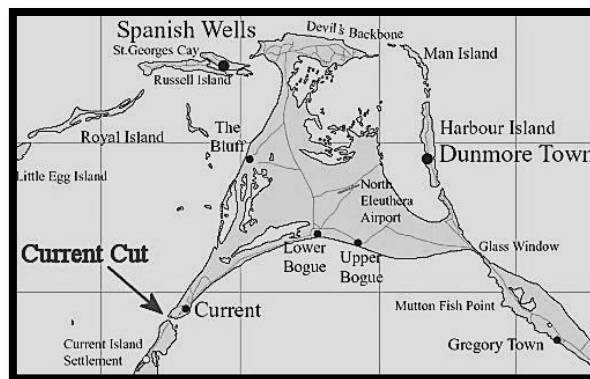 Spanish Wells
St.Georges Cay
Russell Island
Devil's Backbone
Man Island
Royal Island
The
Bluff
Harbour Island
Dunmore Town
Little Egg Island
North
Eleuthera
Airport
Lower
Bogue
Upper
Bogue
Glass Window
Current Cut
Current
Mutton Fish Point
Current Island
Settlement
Gregory Town